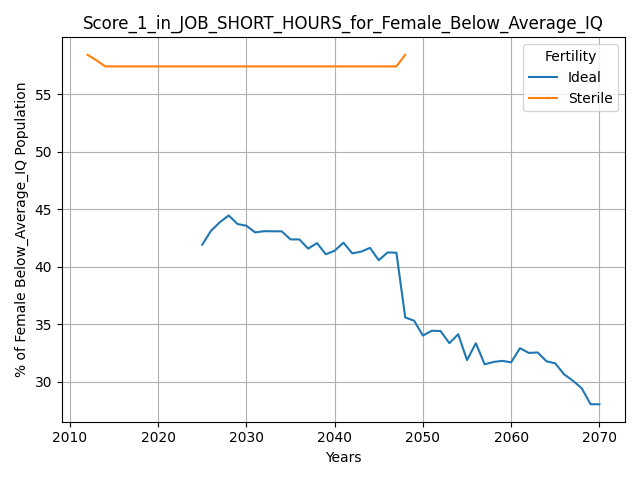 Score_1_in_JOB_SHORT_HOURS_for_Female_Below_Average_IQ
% of Female Below_Average_IQ Population
55
50
45
40
35
30
Fertility
Ideal
Sterile
2010 2020 2030 2040 2050 2060 2070
Years